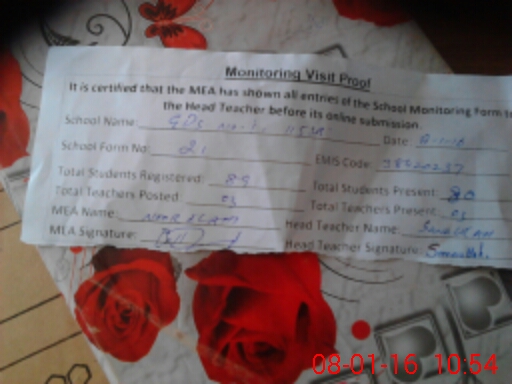 Monitoring Visit Proof
It is certified that the MEA has shown all entries of the School Monitoring Form to
the Head Teacher before its online submission.
School Name: GPS Date:
School Form No: 21 EMIS Code:
Total Students Registered: 89 Total Students Present: 80
Total Teachers Posted: 03 Total Teachers Present: 03
MEA Name: Head Teacher Name:
MEA Signature: Head Teacher Signature:
08-01-16 10:54